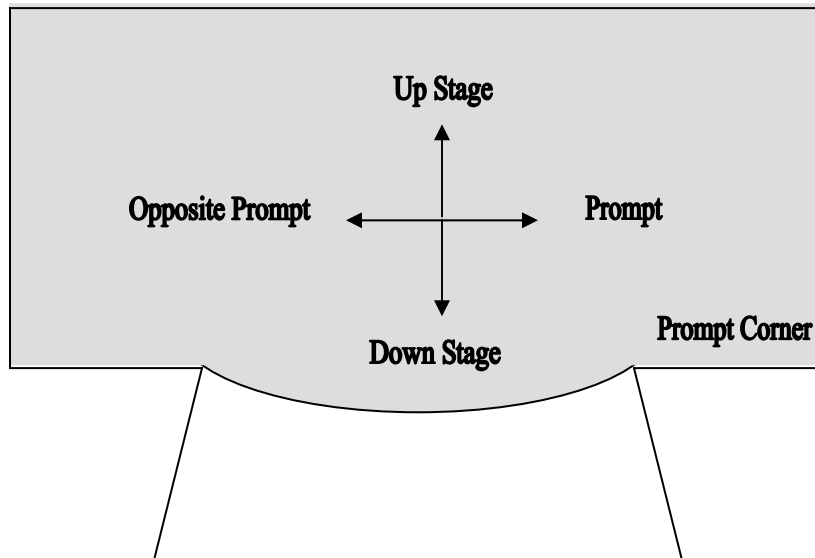 Up Stage
Opposite Prompt
Prompt
Prompt Corner
Down Stage